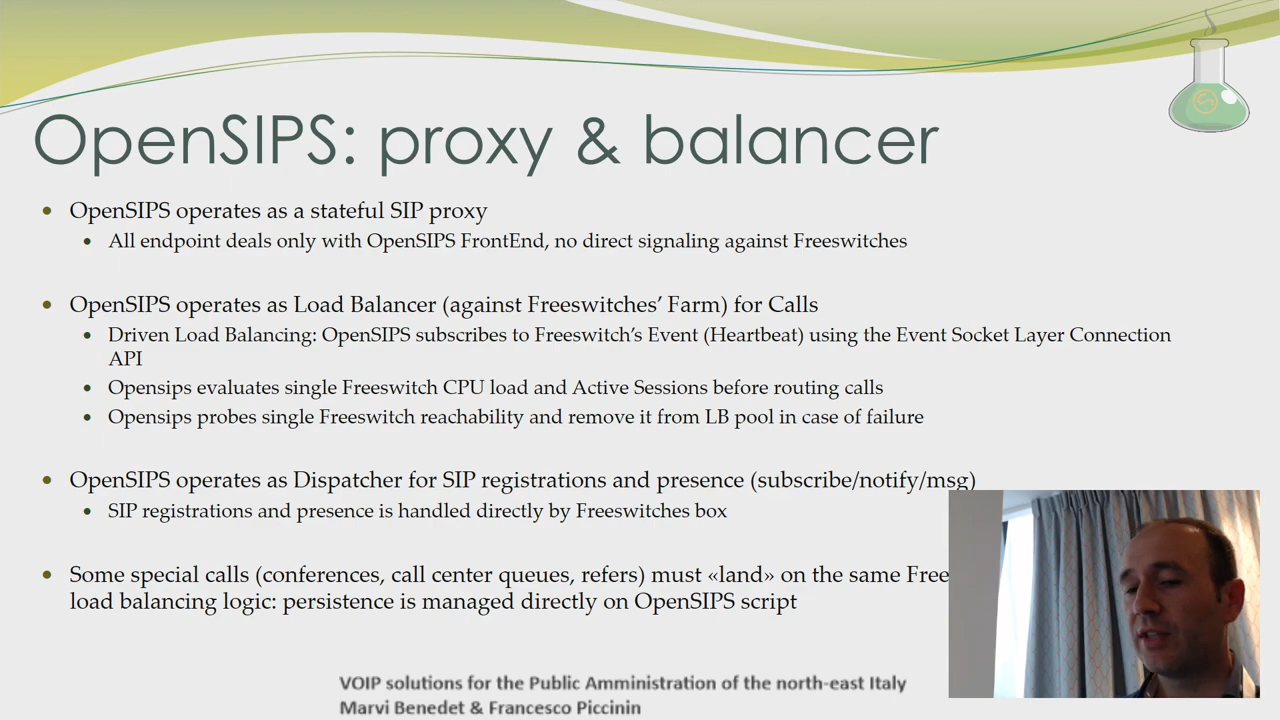 OpenSIPS: proxy & balancer
OpenSIPS operates as a stateful SIP proxy
All endpoint deals only with OpenSIPS FrontEnd, no direct signaling against Freeswitches
OpenSIPS operates as Load Balancer (against Freeswitches' Farm) for Calls
Driven Load Balancing: OpenSIPS subscribes to Freeswitch's Event (Heartbeat) using the Event Socket Layer Connection
API
Opensips evaluates single Freeswitch CPU load and Active Sessions before routing calls
Opensips probes single Freeswitch reachability and remove it from LB pool in case of failure
OpenSIPS operates as Dispatcher for SIP registrations and presence (subscribe/notify/msg)
SIP registrations and presence is handled directly by Freeswitches box
Some special calls (conferences, call center queues, refers) must «land» on the same Free
load balancing logic: persistence is managed directly on OpenSIPS script
VOIP solutions for the Public Amministration of the north-east Italy
Marvi Benedet & Francesco Piccinin